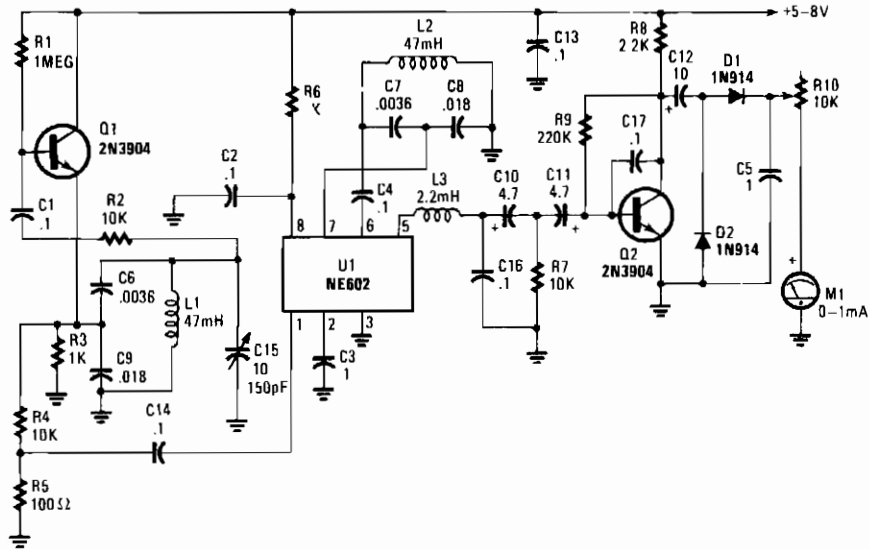 +5-8V
R1
1MEG
Q1
2N3904
C1
.1
R2
10K
C2
.1
R6
K
L2
47mH
C7
.0036
C8
.018
C13
.1
R8
2.2K
C12
10
D1
1N914
R10
10K
R9
220K
C17
.1
C5
1
+
C4
.1
L3
2.2mH
C10
4.7
C11
4.7
+
+
8
7
6
5
U1
NE602
1
2
3
Q2
2N3904
D2
1N914
+
M1
0-1mA
C6
.0036
L1
47mH
R3
1K
C9
.018
C15
10
150pF
C3
1
C16
.1
R7
10K
R4
10K
C14
.1
R5
100Ω